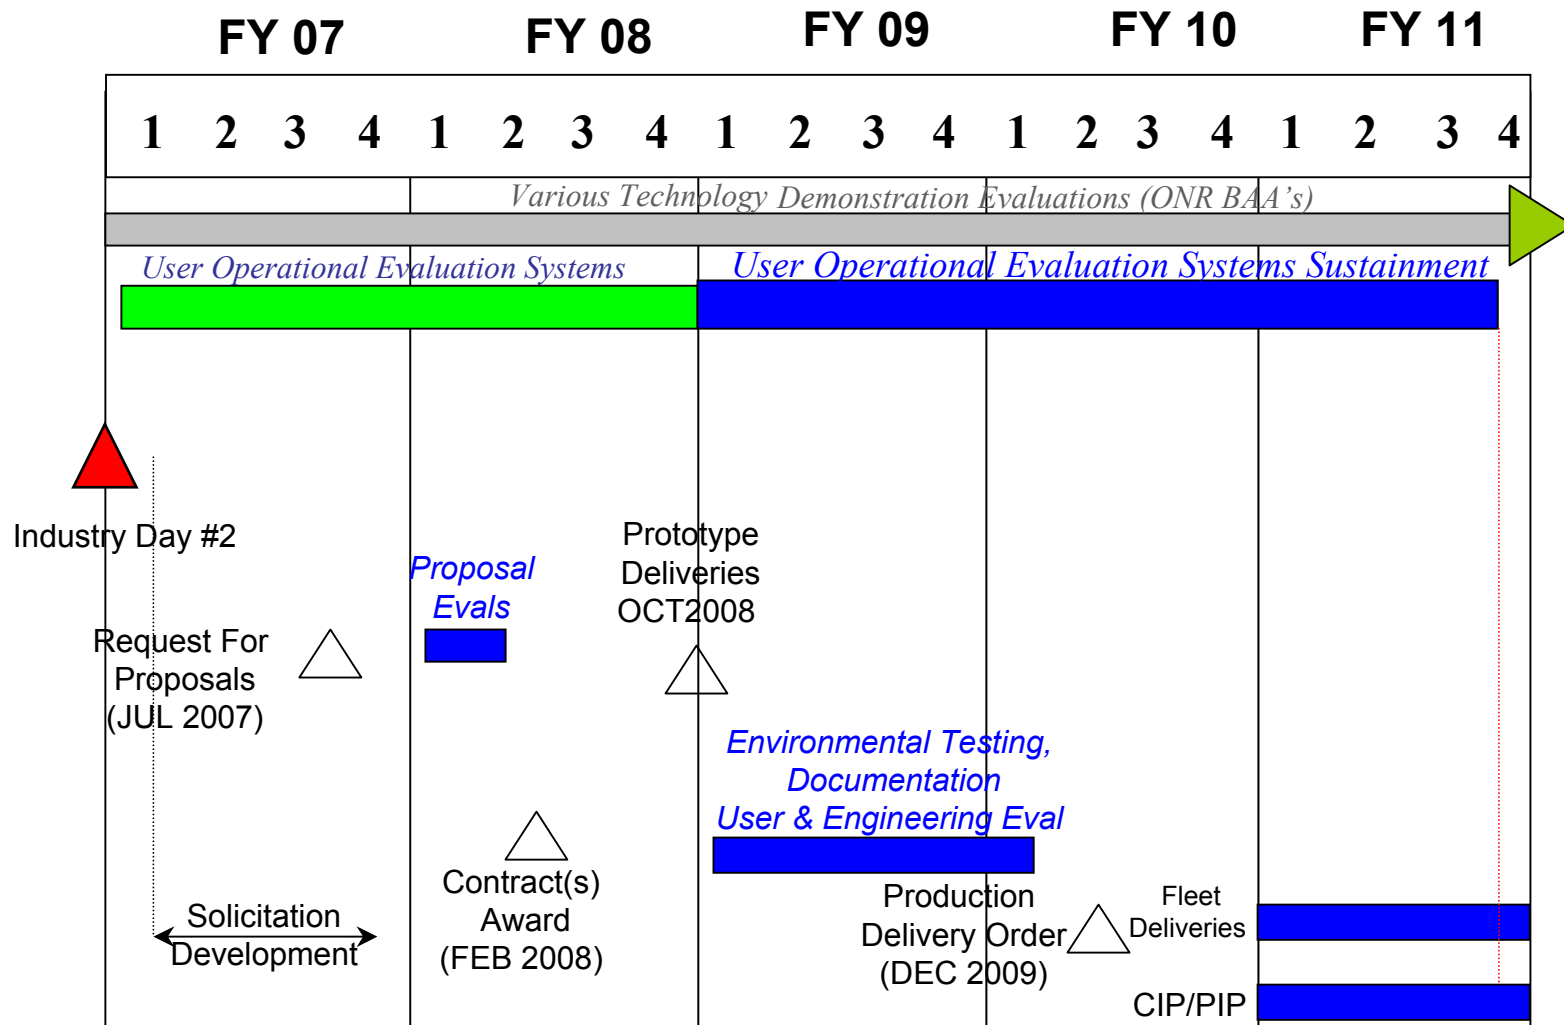 FY 07 FY 08 FY 09 FY 10 FY 11
1 2 3 4 1 2 3 4 1 2 3 4 1 2 3 4 1 2 3 4
Various Technology Demonstration Evaluations (ONR BAA's)
User Operational Evaluation Systems
User Operational Evaluation Systems Sustainment
Industry Day #2
Prototype
Deliveries
OCT2008
Proposal
Evals
Request For
Proposals
(JUL 2007)
Environmental Testing,
Documentation
User & Engineering Eval
Contract(s)
Award
(FEB 2008)
Solicitation
Development
Production
Delivery Order
(DEC 2009)
Fleet
Deliveries
CIP/PIP